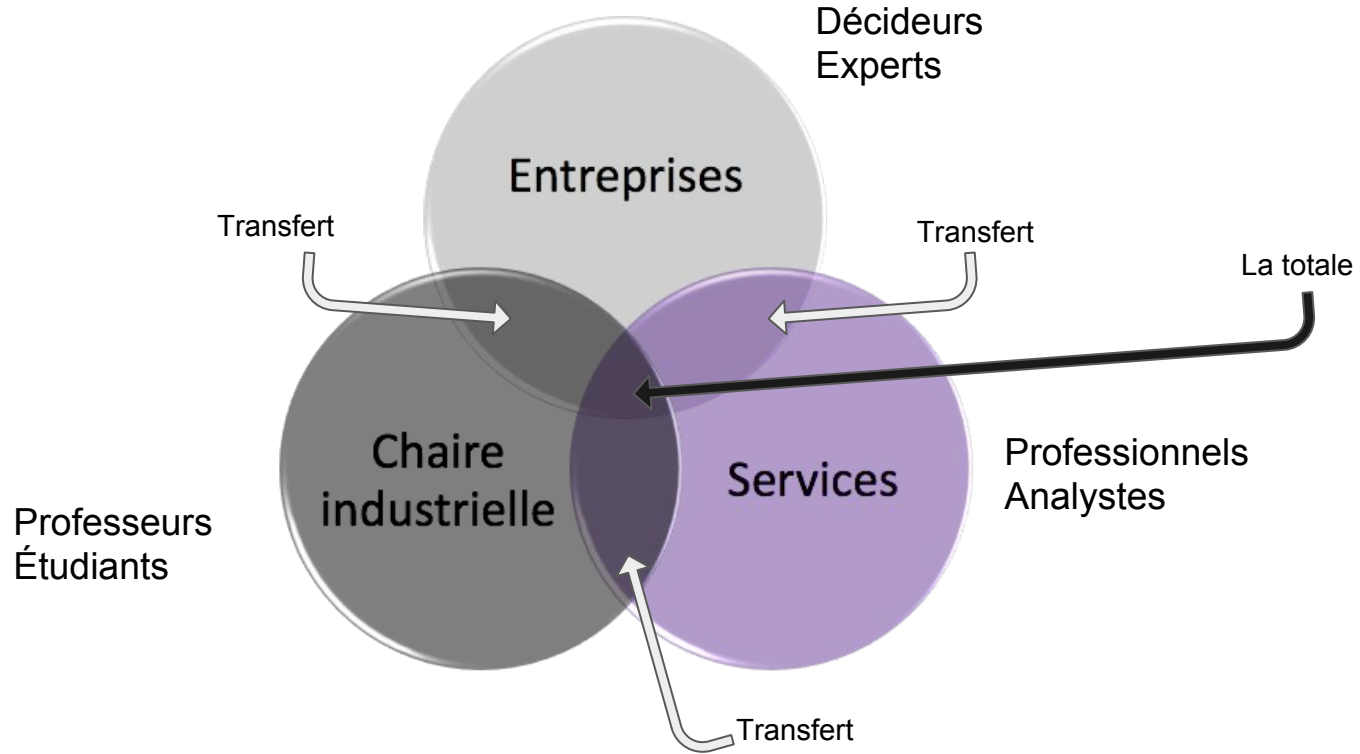 Décideurs
Experts
Entreprises
Transfert
Transfert
La totale
Chaire
industrielle
Services
Professionnels
Analystes
Professeurs
Étudiants
Transfert